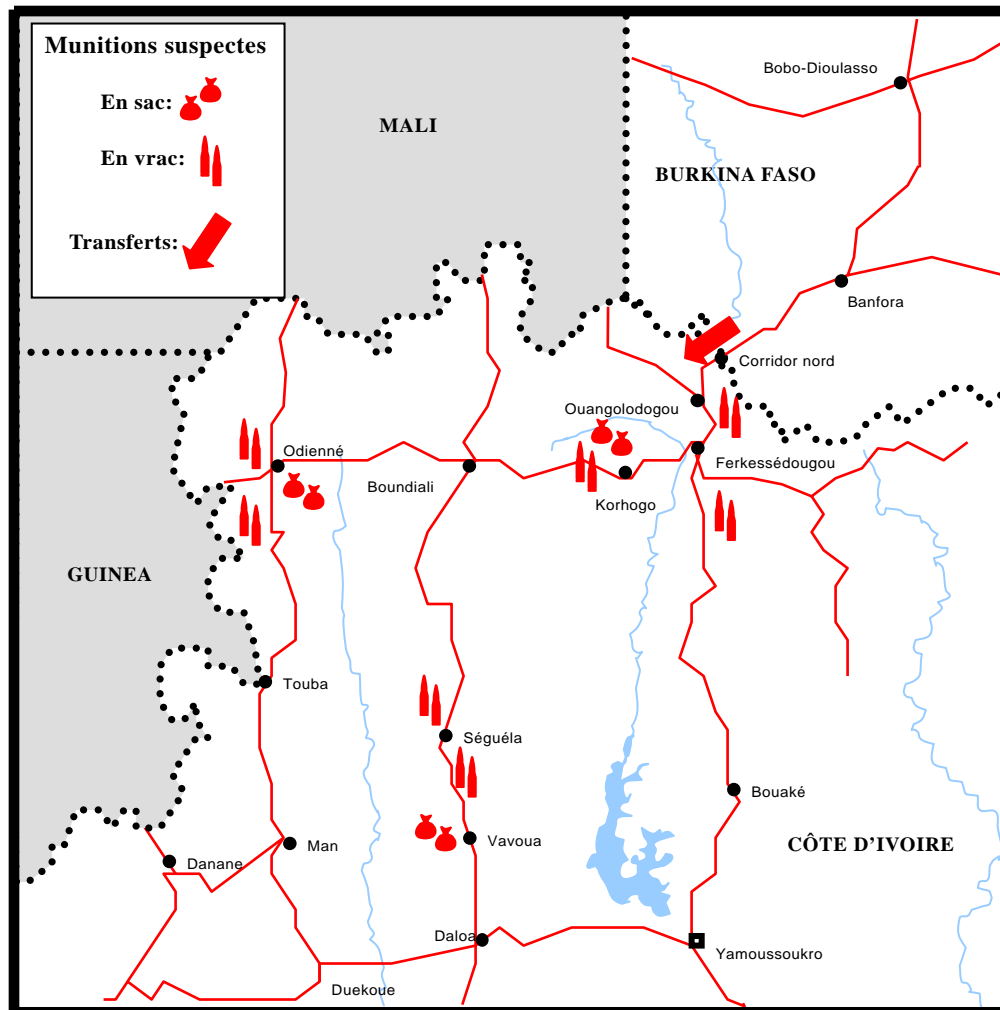 Munitions suspectes
En sac:
En vrac:
Transferts:
MALI
Bobo-Dioulasso
BURKINA FASO
Banfora
Corridor nord
Ouangolodogou
Odienné
Boundiali
Korhogo
Ferkessédougou
GUINEA
Touba
Séguéla
Bouaké
Vavoua
Man
Danane
CÔTE D’IVOIRE
Daloa
Yamoussoukro
Duekoue